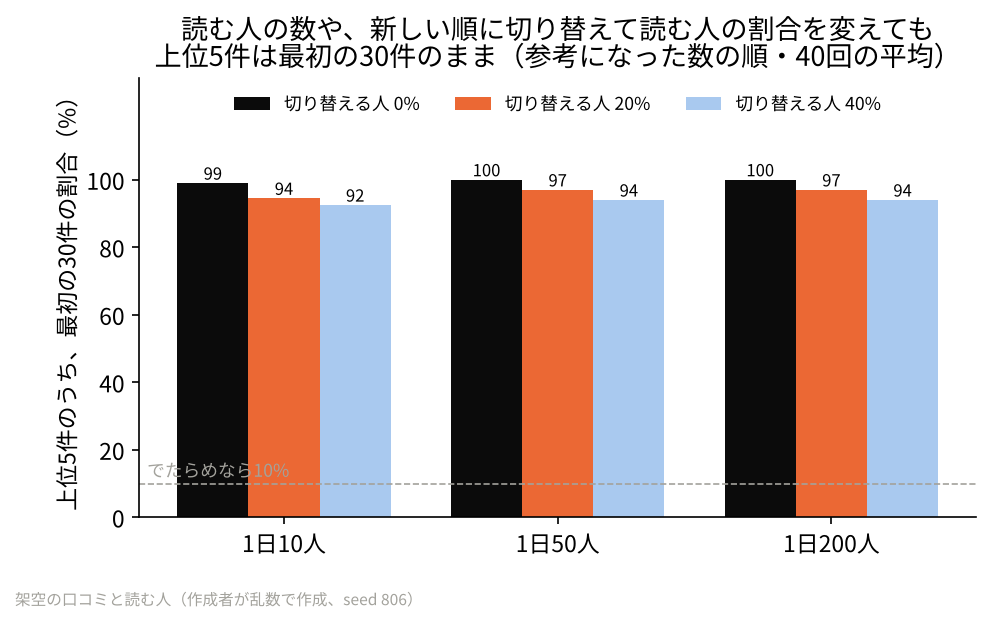 読む人の数や、新しい順に切り替えて読む人の割合を変えても
上位5件は最初の30件のまま（参考になった数の順・40回の平均）
切り替える人 0%
切り替える人 20%
切り替える人 40%
上位5件のうち、最初の30件の割合（%）
100
80
60
40
20
0
99
94
92
100
97
94
100
97
94
でたらめなら10%
1日10人
1日50人
1日200人
架空の口コミと読む人（作成者が乱数で作成、seed 806）